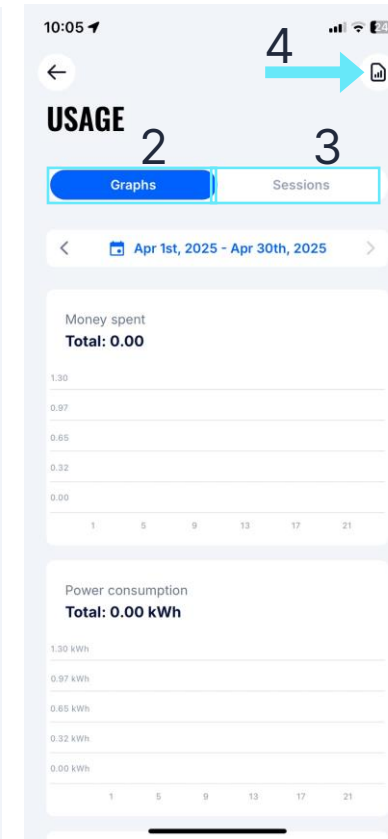 10:05
24
4
USAGE
2
3
Graphs
Sessions
Apr 1st, 2025 - Apr 30th, 2025
Money spent
Total: 0.00
1.30
0.97
0.65
0.32
0.00
1 5 9 13 17 21
Power consumption
Total: 0.00 kWh
1.30 kWh
0.97 kWh
0.65 kWh
0.32 kWh
0.00 kWh
1 5 9 13 17 21